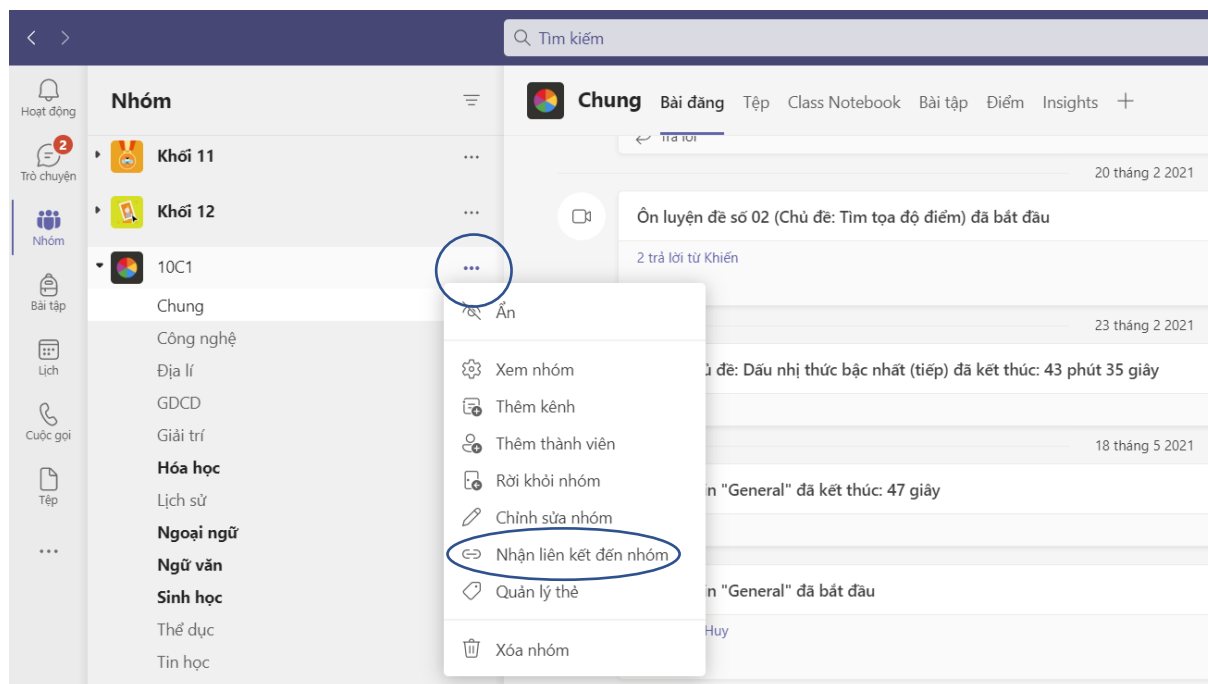 Tìm kiếm
Hoạt động
Trò chuyện
2
Nhóm
Bài tập
Lịch
Cuộc gọi
Tệp
Nhóm
Khối 11
Khối 12
10C1
Chung
Công nghệ
Địa lí
GDCD
Giải trí
Hóa học
Lịch sử
Ngoại ngữ
Ngữ văn
Sinh học
Thể dục
Tin học
Ẩn
Xem nhóm
Thêm kênh
Thêm thành viên
Rời khỏi nhóm
Chỉnh sửa nhóm
Nhận liên kết đến nhóm
Quản lý thẻ
Xóa nhóm
Chung Bài đăng Tệp Class Notebook Bài tập Điểm Insights
Trả lời
20 tháng 2 2021
Ôn luyện đề số 02 (Chủ đề: Tìm tọa độ điểm) đã bắt đầu
2 trả lời từ Khiến
23 tháng 2 2021
đề: Dấu nhị thức bậc nhất (tiếp) đã kết thúc: 43 phút 35 giây
18 tháng 5 2021
in "General" đã kết thúc: 47 giây
in "General" đã bắt đầu
Huy